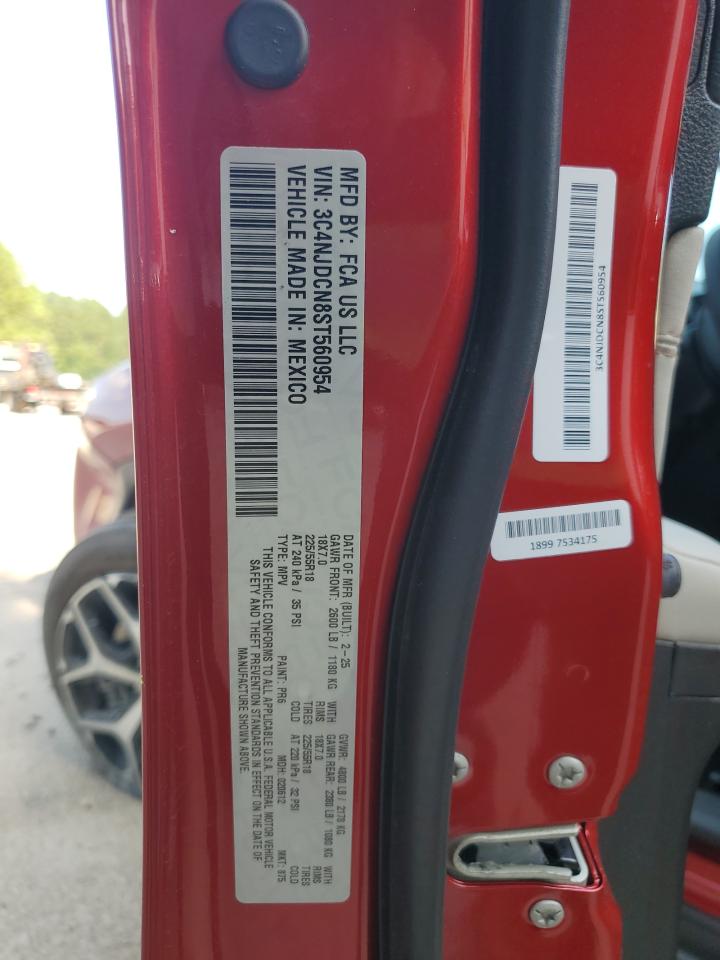 MFD BY: FCA US LLC
VIN: 3C4NJDCN8ST560954
VEHICLE MADE IN: MEXICO
DATE OF MFR (BUILT): 2-25 GVWR: 4800 LB / 2178 KG
GAWR FRONT: 2600 LB / 1180 KG WITH GAWR REAR: 2380 LB / 1080 KG WITH
18X7.0 RIMS 18X7.0 RIMS
225/55R18 TIRES 225/55R18 TIRES
AT 240 kPa / 35 PSI COLD AT 220 kPa / 32 PSI COLD
TYPE: MPV PAINT: PR6 MDH: 020612 MKT: 875
THIS VEHICLE CONFORMS TO ALL APPLICABLE U.S.A. FEDERAL MOTOR VEHICLE
SAFETY AND THEFT PREVENTION STANDARDS IN EFFECT ON THE DATE OF
MANUFACTURE SHOWN ABOVE.
3C4NJDCN8ST560954
1899 7534175